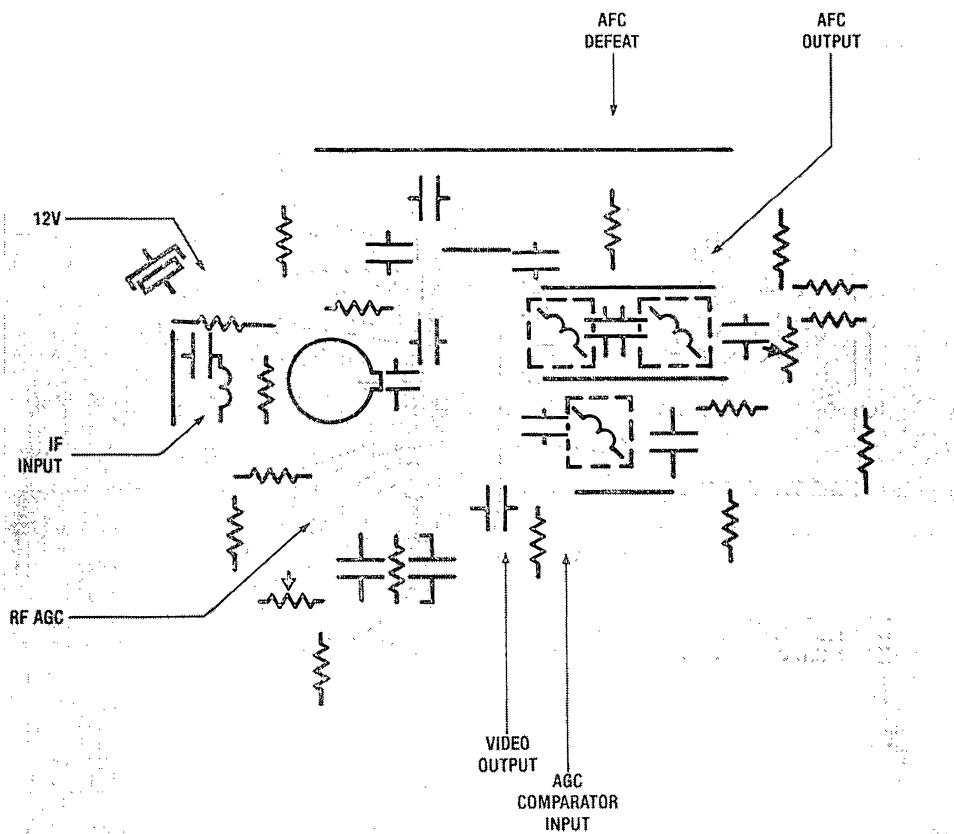 AFC
DEFEAT
AFC
OUTPUT
12V
IF
INPUT
RF AGC
VIDEO
OUTPUT
AGC
COMPARATOR
INPUT